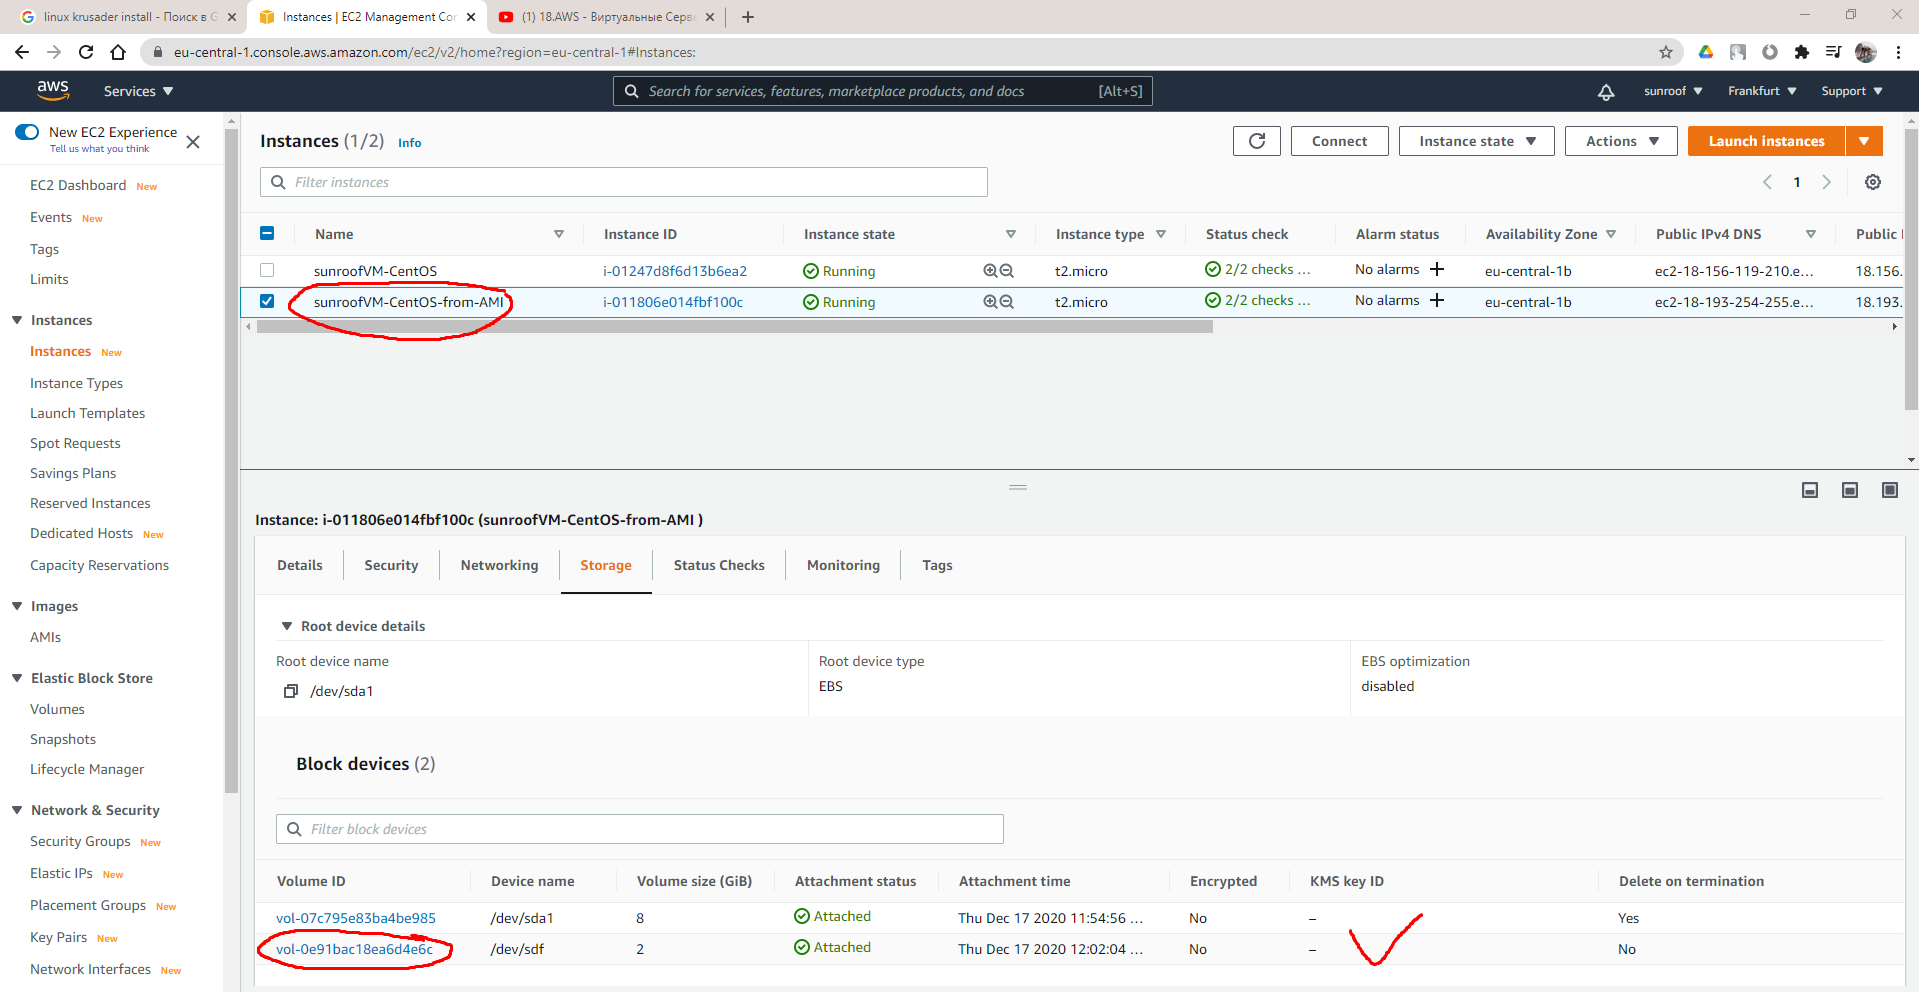 linux krusader install - Поиск в G
Instances | EC2 Management Con
(1) 18.AWS - Виртуальные Серве
eu-central-1.console.aws.amazon.com/ec2/v2/home?region=eu-central-1#Instances:
aws
Services
Search for services, features, marketplace products, and docs [Alt+S]
sunroof
Frankfurt
Support
New EC2 Experience
Tell us what you think
EC2 Dashboard New
Events New
Tags
Limits
Instances
Instances New
Instance Types
Launch Templates
Spot Requests
Savings Plans
Reserved Instances
Dedicated Hosts New
Capacity Reservations
Images
AMIs
Elastic Block Store
Volumes
Snapshots
Lifecycle Manager
Network & Security
Security Groups New
Elastic IPs New
Placement Groups New
Key Pairs New
Network Interfaces New
Instances (1/2) Info
Connect
Instance state
Actions
Launch instances
Filter instances
1
Name Instance ID Instance state Instance type Status check Alarm status Availability Zone Public IPv4 DNS Public I
sunroofVM-CentOS i-01247d8f6d13b6ea2 Running t2.micro 2/2 checks ... No alarms + eu-central-1b ec2-18-156-119-210.e... 18.156.
sunroofVM-CentOS-from-AMI i-011806e014fbf100c Running t2.micro 2/2 checks ... No alarms + eu-central-1b ec2-18-193-254-255.e... 18.193.
Instance: i-011806e014fbf100c (sunroofVM-CentOS-from-AMI )
Details Security Networking Storage Status Checks Monitoring Tags
Root device details
Root device name Root device type EBS optimization
/dev/sda1 EBS disabled
Block devices (2)
Filter block devices
Volume ID Device name Volume size (GiB) Attachment status Attachment time Encrypted KMS key ID Delete on termination
vol-07c795e83ba4be985 /dev/sda1 8 Attached Thu Dec 17 2020 11:54:56 ... No – Yes
vol-0e91bac18ea6d4e6c /dev/sdf 2 Attached Thu Dec 17 2020 12:02:04 ... No – No